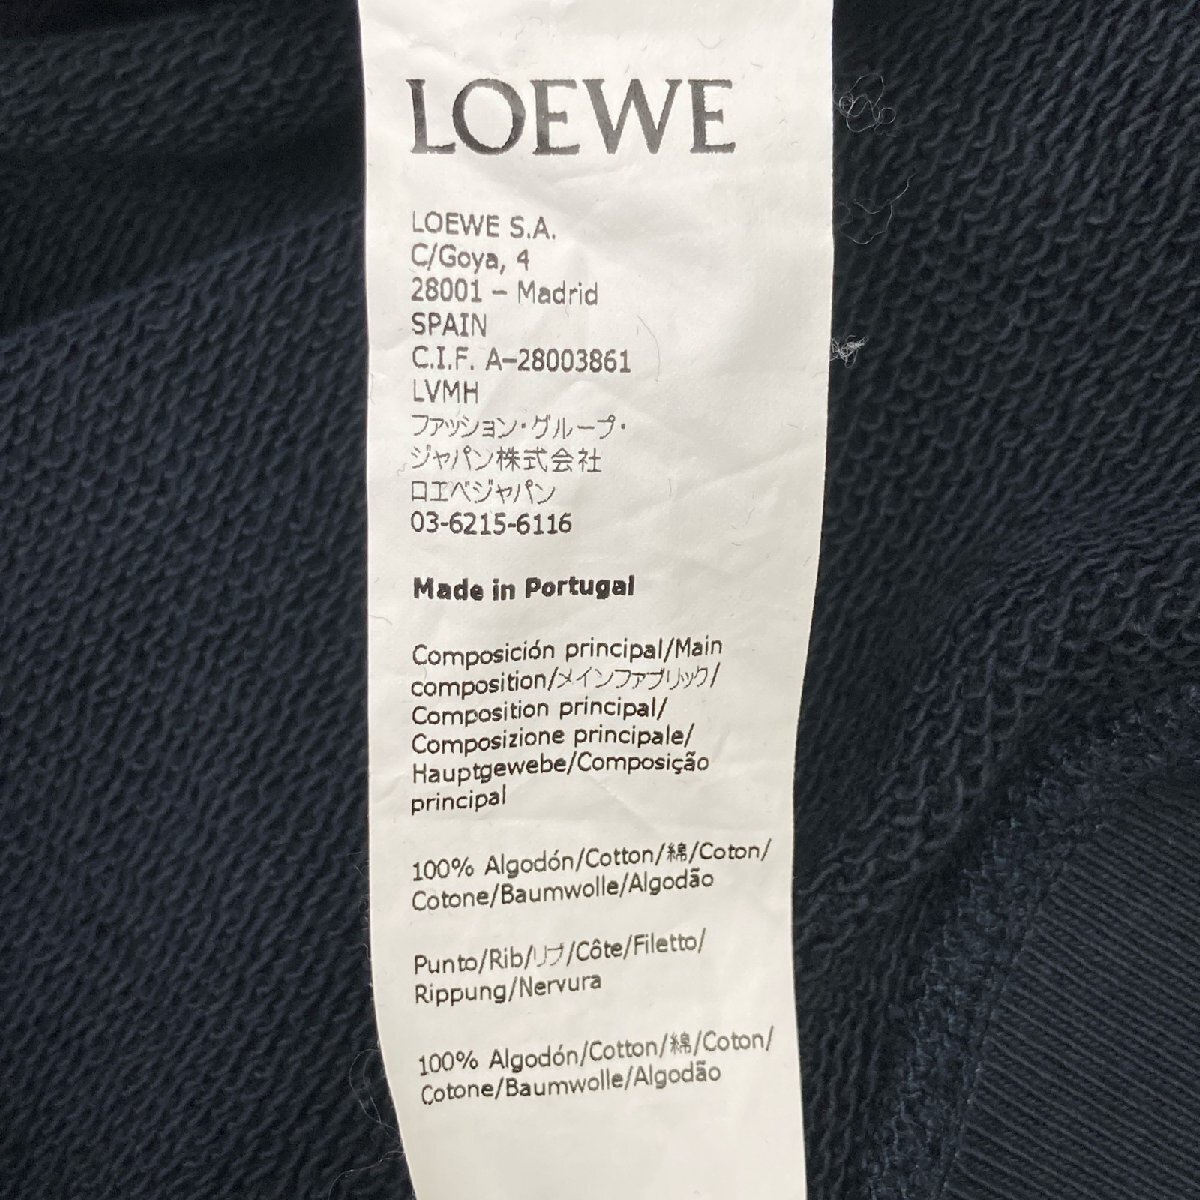 LOEWE
LOEWE S.A.
C/Goya, 4
28001 – Madrid
SPAIN
C.I.F. A-28003861
LVMH
ファッション・グループ・
ジャパン株式会社
ロエベジャパン
03-6215-6116
Made in Portugal
Composición principal/Main
composition/メインファブリック/
Composition principal/
Composizione principale/
Hauptgewebe/Composição
principal
100% Algodón/Cotton/綿/Coton/
Cotone/Baumwolle/Algodão
Punto/Rib/リブ/Côte/Filetto/
Rippung/Nervura
100% Algodón/Cotton/綿/Coton/
Cotone/Baumwolle/Algodão